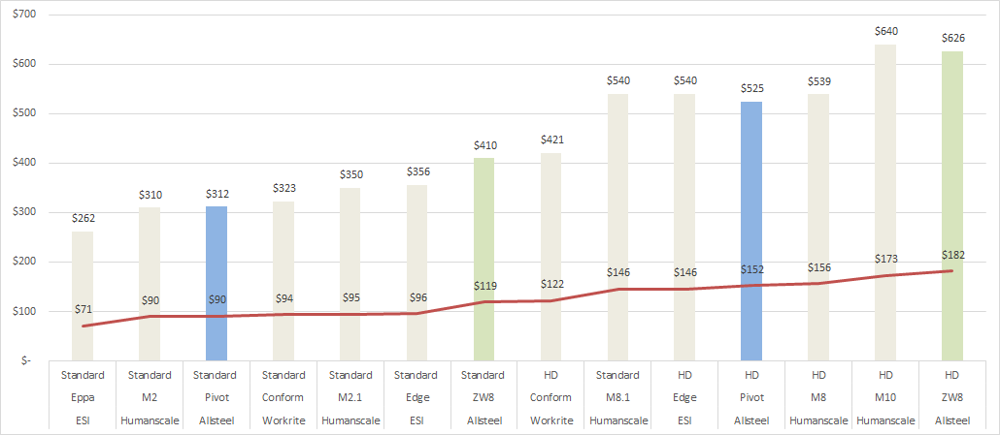 $700
$600
$500
$400
$300
$200
$100
$-
$262 $310 $312 $323 $350 $356 $410 $421 $540 $540 $525 $539 $640 $626
$71 $90 $90 $94 $95 $96 $119 $122 $146 $146 $152 $156 $173 $182
Standard Standard Standard Standard Standard Standard Standard HD Standard HD HD HD HD HD
Eppa M2 Pivot Conform M2.1 Edge ZW8 Conform M8.1 Edge Pivot M8 M10 ZW8
ESI Humanscale Allsteel Workrite Humanscale ESI Allsteel Workrite Humanscale ESI Allsteel Humanscale Humanscale Allsteel